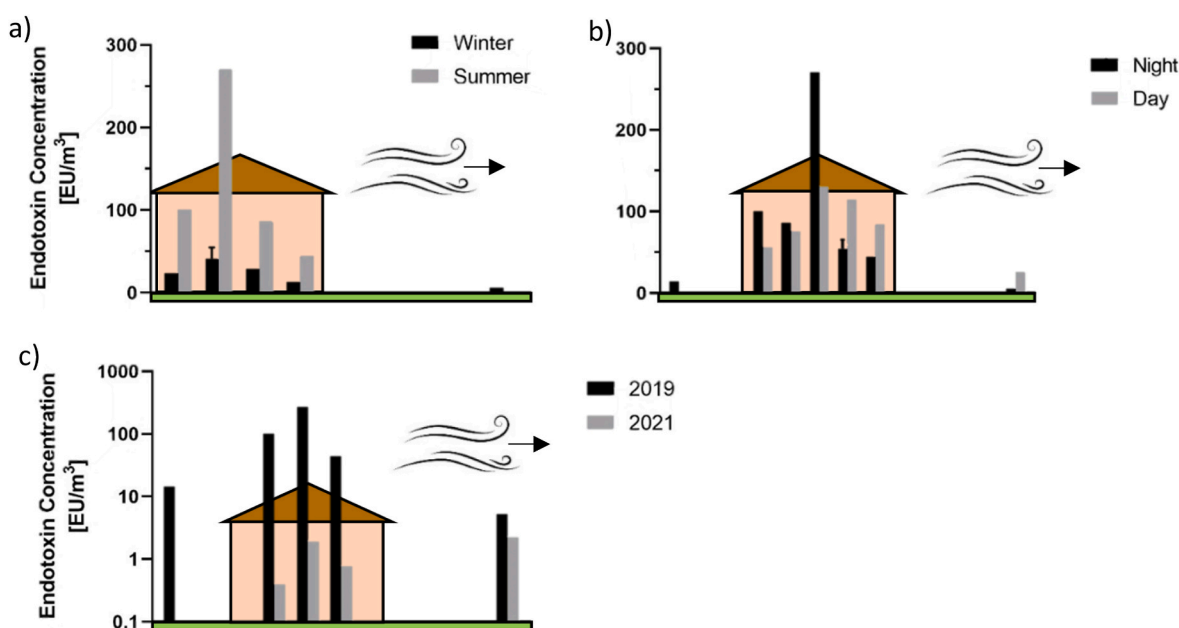 a)
Endotoxin Concentration
[EU/m³]
300
200
100
0
Winter
Summer
b)
300
200
100
0
Night
Day
c)
Endotoxin Concentration
[EU/m³]
1000
100
10
1
0.1
2019
2021